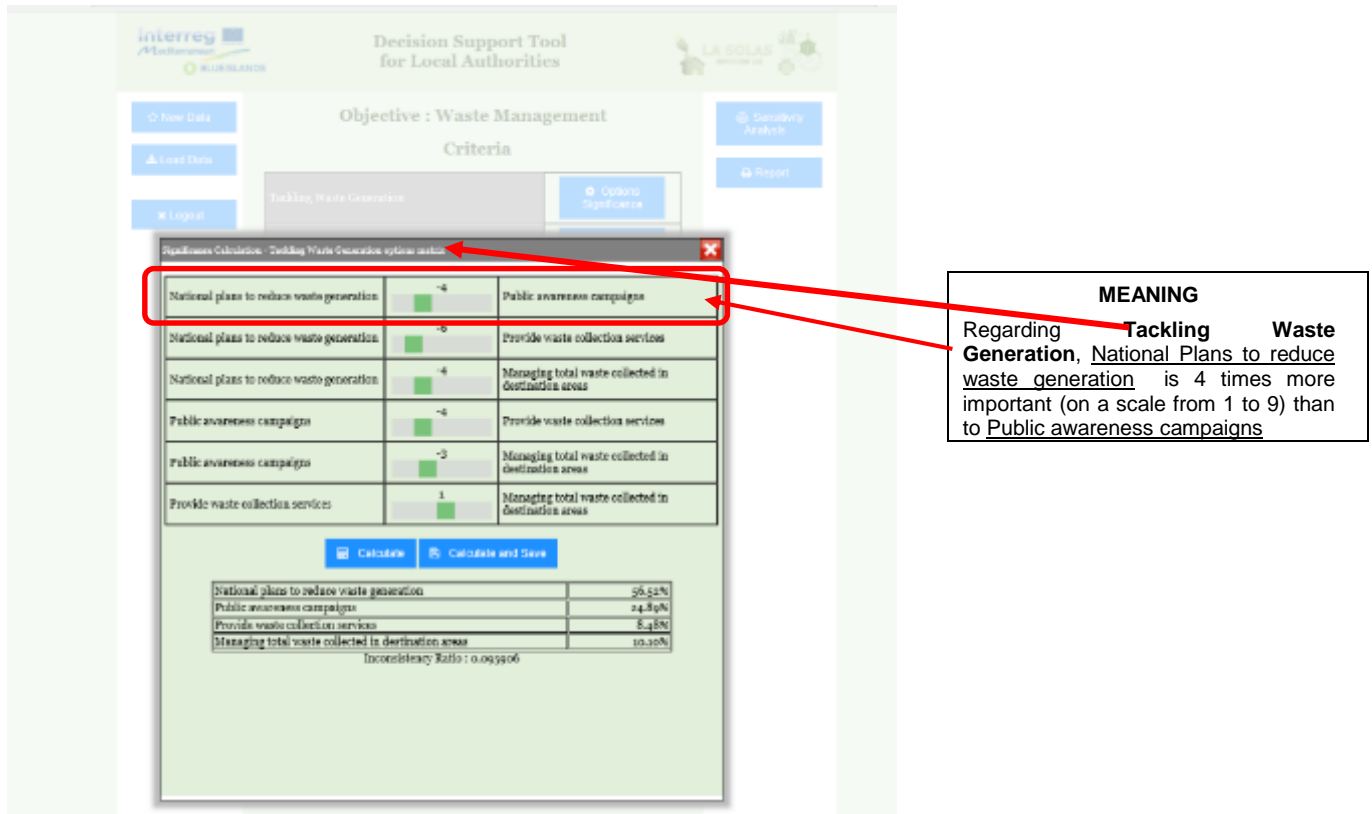 Interreg
Mediterranean
BLUEISLANDS
Decision Support Tool
for Local Authorities
LA SOLAS
New Data
Load Data
Logout
Objective : Waste Management
Criteria
Tackling Waste Generation
Options
Significance
Sensitivity
Analysis
Report
Significance Calculation - Tackling Waste Generation options matrix
National plans to reduce waste generation -4 Public awareness campaigns
National plans to reduce waste generation -6 Provide waste collection services
National plans to reduce waste generation -4 Managing total waste collected in
destination areas
Public awareness campaigns -4 Provide waste collection services
Public awareness campaigns -3 Managing total waste collected in
destination areas
Provide waste collection services 1 Managing total waste collected in
destination areas
Calculate
Calculate and Save
National plans to reduce waste generation 56.52%
Public awareness campaigns 24.89%
Provide waste collection services 8.48%
Managing total waste collected in destination areas 10.10%
Inconsistency Ratio : 0.093906
MEANING
Regarding Tackling Waste
Generation, National Plans to reduce
waste generation is 4 times more
important (on a scale from 1 to 9) than
to Public awareness campaigns